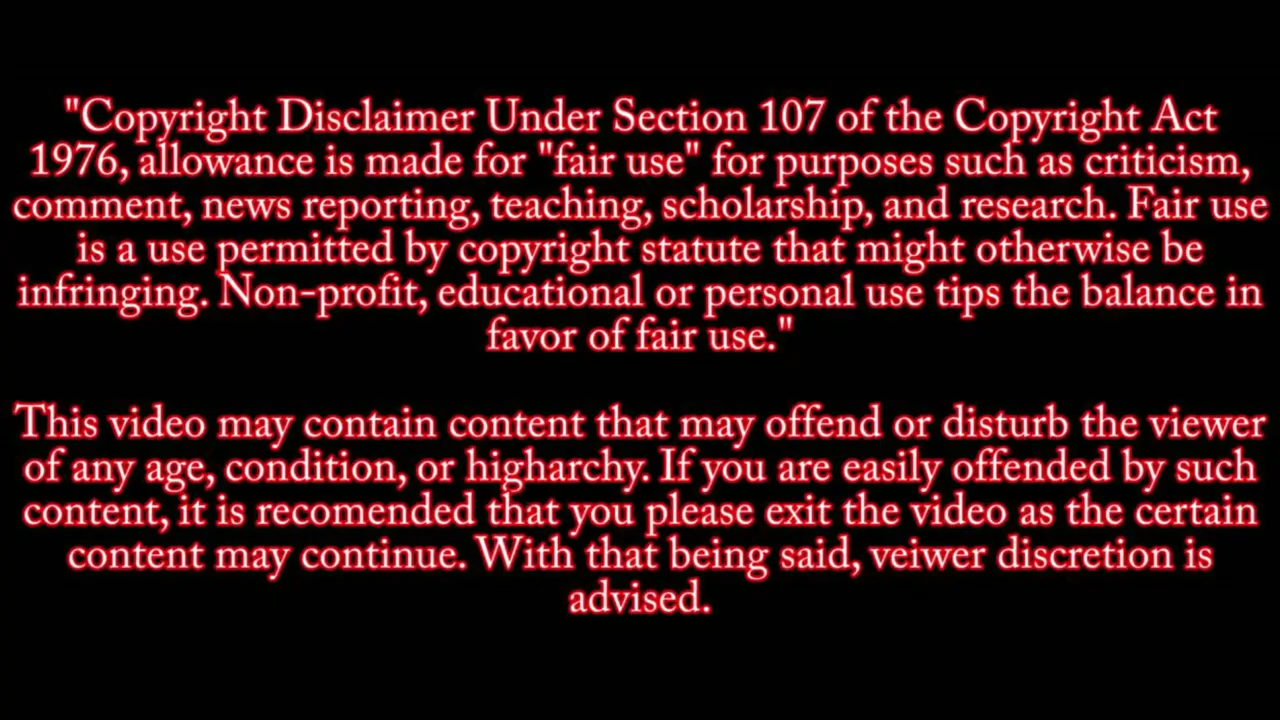 "Copyright Disclaimer Under Section 107 of the Copyright Act
1976, allowance is made for "fair use" for purposes such as criticism,
comment, news reporting, teaching, scholarship, and research. Fair use
is a use permitted by copyright statute that might otherwise be
infringing. Non-profit, educational or personal use tips the balance in
favor of fair use."
This video may contain content that may offend or disturb the viewer
of any age, condition, or higharchy. If you are easily offended by such
content, it is recomended that you please exit the video as the certain
content may continue. With that being said, veiwer discretion is
advised.